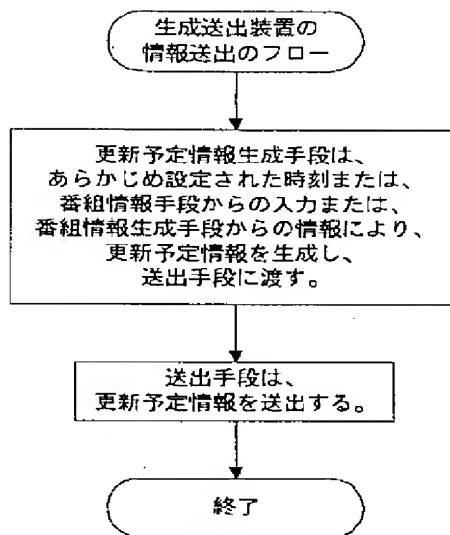 生成送出装置の
情報送出のフロー
更新予定情報生成手段は、
あらかじめ設定された時刻または、
番組情報手段からの入力または、
番組情報生成手段からの情報により、
更新予定情報を生成し、
送出手段に渡す。
送出手段は、
更新予定情報を送出する。
終了